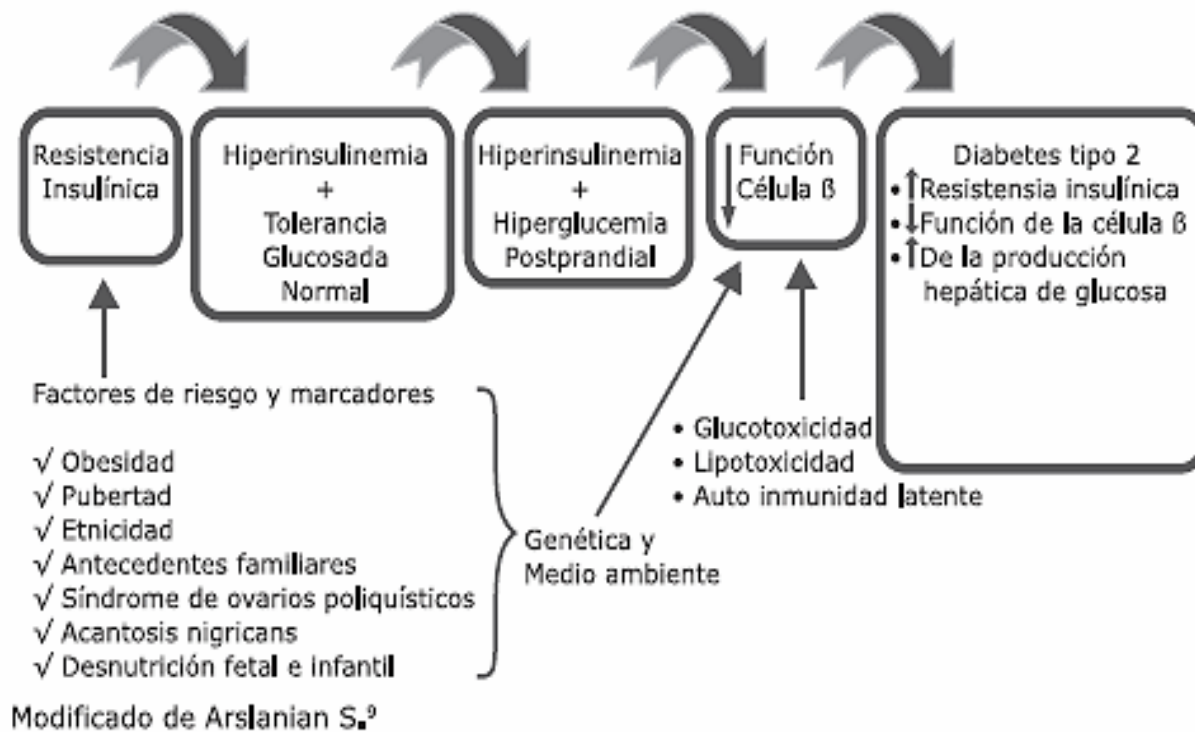 Resistencia
Insulínica
Hiperinsulinemia
+
Tolerancia
Glucosada
Normal
Hiperinsulinemia
+
Hiperglucemia
Postprandial
↓ Función
Célula ß
Diabetes tipo 2
• ↑ Resistensia insulínica
• ↓ Función de la célula ß
• ↑ De la producción
hepática de glucosa
Factores de riesgo y marcadores
√ Obesidad
√ Pubertad
√ Etnicidad
√ Antecedentes familiares
√ Síndrome de ovarios poliquísticos
√ Acantosis nigricans
√ Desnutrición fetal e infantil
Genética y
Medio ambiente
• Glucotoxicidad
• Lipotoxicidad
• Auto inmunidad latente
Modificado de Arslanian S.⁹